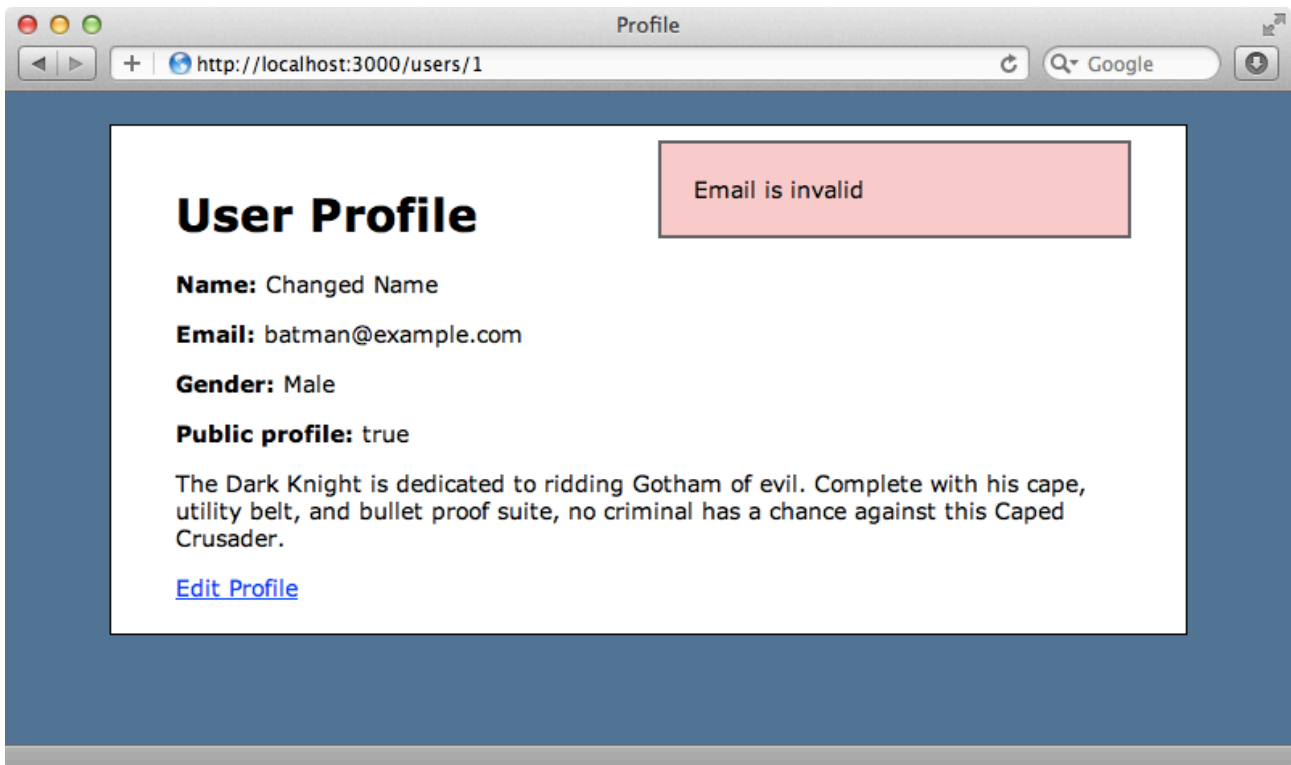 Profile
http://localhost:3000/users/1
Google
Email is invalid
User Profile
Name: Changed Name
Email: batman@example.com
Gender: Male
Public profile: true
The Dark Knight is dedicated to ridding Gotham of evil. Complete with his cape,
utility belt, and bullet proof suite, no criminal has a chance against this Caped
Crusader.
Edit Profile